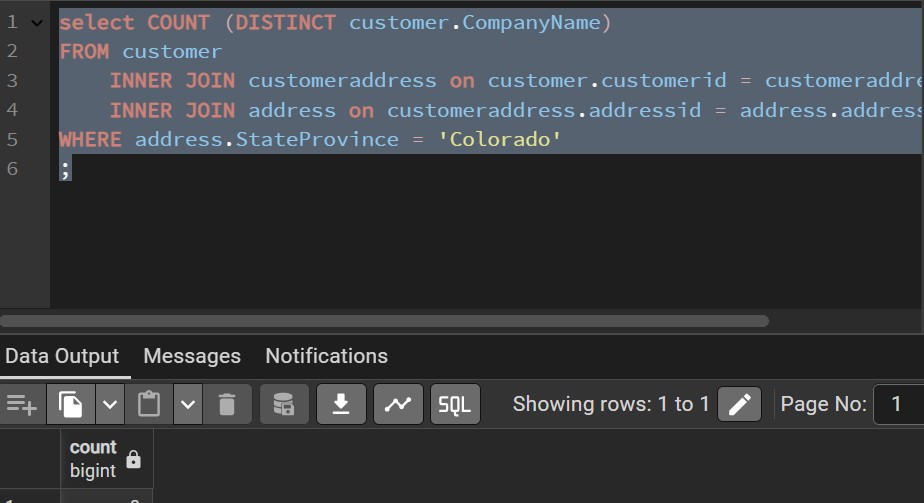 1 select COUNT (DISTINCT customer.CompanyName)
2 FROM customer
3 INNER JOIN customeraddress on customer.customerid = customeraddre
4 INNER JOIN address on customeraddress.addressid = address.address
5 WHERE address.StateProvince = 'Colorado'
6 ;
Data Output Messages Notifications
SQL Showing rows: 1 to 1 Page No: 1
count
bigint